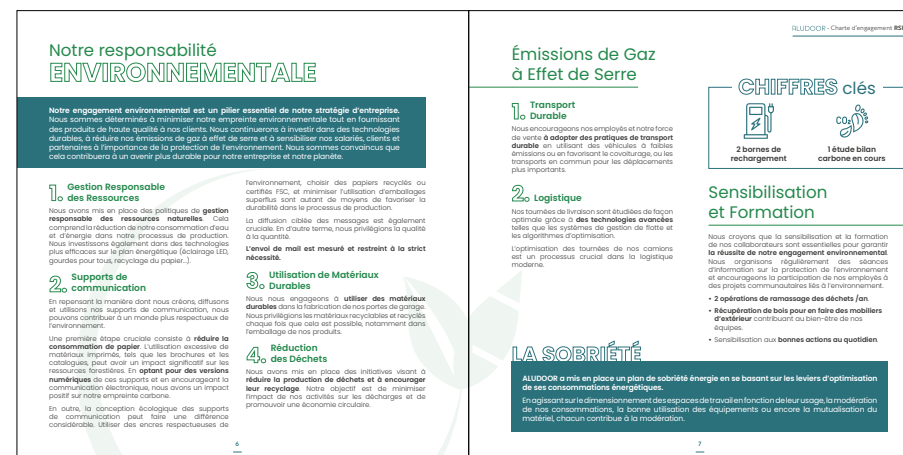 Notre responsabilité
ENVIRONNEMENTALE
Notre engagement environnemental est un pilier essentiel de notre stratégie d'entreprise.
Nous sommes déterminés à minimiser notre empreinte environnementale tout en fournissant
des produits de haute qualité à nos clients. Nous continuerons à investir dans des technologies
durables, à réduire nos émissions de gaz à effet de serre et à sensibiliser nos salariés, clients et
partenaires à l'importance de la protection de l'environnement. Nous sommes convaincus que
cela contribuera à un avenir plus durable pour notre entreprise et notre planète.
1. Gestion Responsable
des Ressources
Nous avons mis en place des politiques de gestion
responsable des ressources naturelles. Cela
comprend la réduction de notre consommation d'eau
et d'énergie dans notre processus de production.
Nous investissons également dans des technologies
plus efficaces sur le plan énergétique (éclairage LED,
gourdes pour tous, recyclage du papier...).
2. Supports de
communication
En repensant la manière dont nous créons, diffusons
et utilisons nos supports de communication, nous
pouvons contribuer à un monde plus respectueux de
l'environnement.
Une première étape cruciale consiste à réduire la
consommation de papier. L'utilisation excessive de
matériaux imprimés, tels que les brochures et les
catalogues, peut avoir un impact significatif sur les
ressources forestières. En optant pour des versions
numériques de ces supports et en encourageant la
communication électronique, nous avons un impact
positif sur notre empreinte carbone.
En outre, la conception écologique des supports
de communication peut faire une différence
considérable. Utiliser des encres respectueuses de
l'environnement, choisir des papiers recyclés ou
certifiés FSC, et minimiser l'utilisation d'emballages
superflus sont autant de moyens de favoriser la
durabilité dans le processus de production.
La diffusion ciblée des messages est également
cruciale. En d'autre terme, nous privilégions la qualité
à la quantité.
L'envoi de mail est mesuré et restreint à la strict
nécessité.
3. Utilisation de Matériaux
Durables
Nous nous engageons à utiliser des matériaux
durables dans la fabrication de nos portes de garage.
Nous privilégions les matériaux recyclables et recyclés
chaque fois que cela est possible, notamment dans
l'emballage de nos produits.
4. Réduction
des Déchets
Nous avons mis en place des initiatives visant à
réduire la production de déchets et à encourager
leur recyclage. Notre objectif est de minimiser
l'impact de nos activités sur les décharges et de
promouvoir une économie circulaire.
6
ALUDOOR - Charte d'engagement RSE
Émissions de Gaz
à Effet de Serre
1. Transport
Durable
Nous encourageons nos employés et notre force
de vente à adopter des pratiques de transport
durable en utilisant des véhicules à faibles
émissions ou en favorisant le covoiturage, ou les
transports en commun pour les déplacements
plus importants.
2. Logistique
Nos tournées de livraison sont étudiées de façon
optimale grâce à des technologies avancées
telles que les systèmes de gestion de flotte et
les algorithmes d'optimisation.
L'optimisation des tournées de nos camions
est un processus crucial dans la logistique
moderne.
CHIFFRES clés
CO2
2 bornes de
rechargement
1 étude bilan
carbone en cours
Sensibilisation
et Formation
Nous croyons que la sensibilisation et la formation
de nos collaborateurs sont essentielles pour garantir
la réussite de notre engagement environnemental.
Nous organisons régulièrement des séances
d'information sur la protection de l'environnement
et encourageons la participation de nos employés à
des projets communautaires liés à l'environnement.
• 2 opérations de ramassage des déchets /an.
• Récupération de bois pour en faire des mobiliers
d'extérieur contribuant au bien-être de nos
équipes.
• Sensibilisation aux bonnes actions au quotidien.
LA SOBRIÉTÉ
ALUDOOR a mis en place un plan de sobriété énergie en se basant sur les leviers d'optimisation
de ses consommations énergétiques.
En agissant sur le dimensionnement des espaces de travail en fonction de leur usage, la modération
de nos consommations, la bonne utilisation des équipements ou encore la mutualisation du
matériel, chacun contribue à la modération.
7